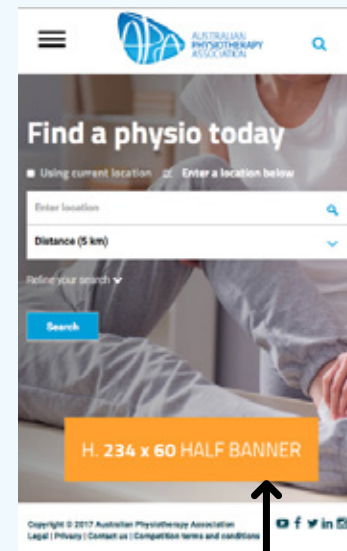 APA
AUSTRALIAN
PHYSIOTHERAPY
ASSOCIATION
Find a physio today
Using current location or Enter a location below
Enter location
Distance (5 km)
Refine your search
Search
H. 234 x 60 HALF BANNER
Copyright © 2017 Australian Physiotherapy Association
Legal | Privacy | Contact us | Competition terms and conditions